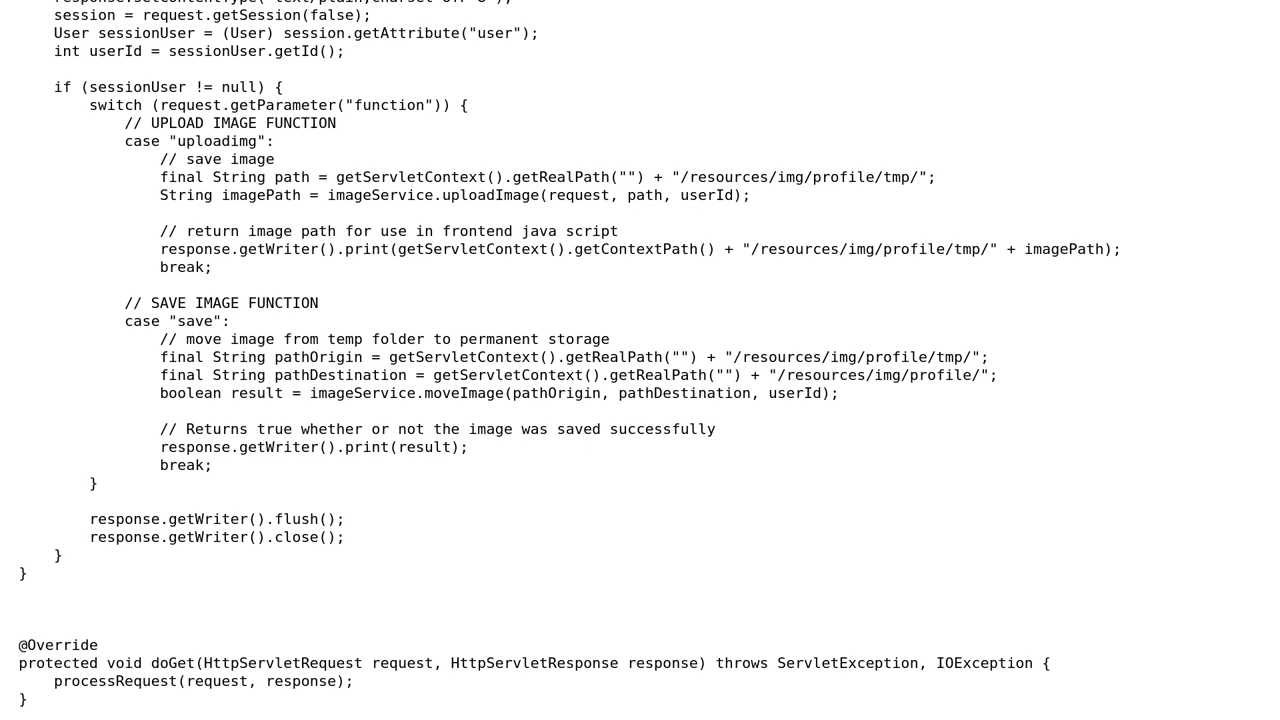 session = request.getSession(false);
    User sessionUser = (User) session.getAttribute("user");
    int userId = sessionUser.getId();

    if (sessionUser != null) {
        switch (request.getParameter("function")) {
            // UPLOAD IMAGE FUNCTION
            case "uploadimg":
                // save image
                final String path = getServletContext().getRealPath("") + "/resources/img/profile/tmp/";
                String imagePath = imageService.uploadImage(request, path, userId);

                // return image path for use in frontend java script
                response.getWriter().print(getServletContext().getContextPath() + "/resources/img/profile/tmp/" + imagePath);
                break;

            // SAVE IMAGE FUNCTION
            case "save":
                // move image from temp folder to permanent storage
                final String pathOrigin = getServletContext().getRealPath("") + "/resources/img/profile/tmp/";
                final String pathDestination = getServletContext().getRealPath("") + "/resources/img/profile/";
                boolean result = imageService.moveImage(pathOrigin, pathDestination, userId);

                // Returns true whether or not the image was saved successfully
                response.getWriter().print(result);
                break;
        }

        response.getWriter().flush();
        response.getWriter().close();
    }
}

@Override
protected void doGet(HttpServletRequest request, HttpServletResponse response) throws ServletException, IOException {
    processRequest(request, response);
}